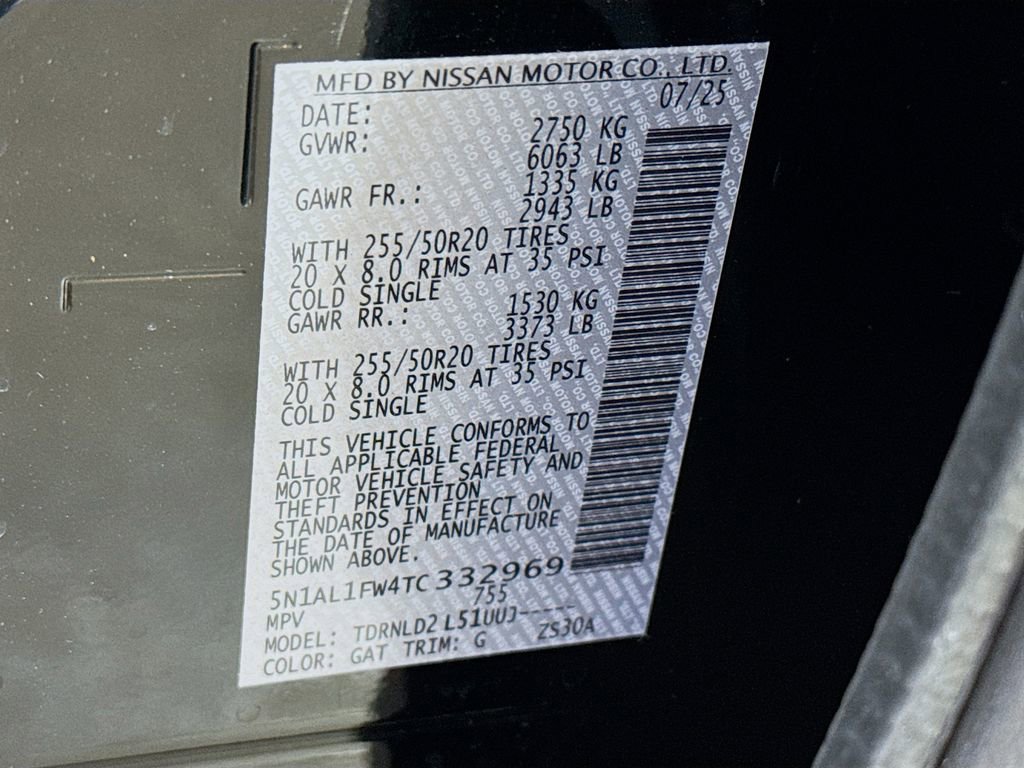 MFD BY NISSAN MOTOR CO., LTD.
DATE: 07/25
GVWR: 2750 KG
6063 LB
GAWR FR.: 1335 KG
2943 LB
WITH 255/50R20 TIRES
20 X 8.0 RIMS AT 35 PSI
COLD SINGLE
GAWR RR.: 1530 KG
3373 LB
WITH 255/50R20 TIRES
20 X 8.0 RIMS AT 35 PSI
COLD SINGLE
THIS VEHICLE CONFORMS TO
ALL APPLICABLE FEDERAL
MOTOR VEHICLE SAFETY AND
THEFT PREVENTION
STANDARDS IN EFFECT ON
THE DATE OF MANUFACTURE
SHOWN ABOVE.
5N1AL1FW4TC332969
MPV 755
MODEL: TDRNLD2 L51UUJ-----
COLOR: GAT TRIM: G ZS30A